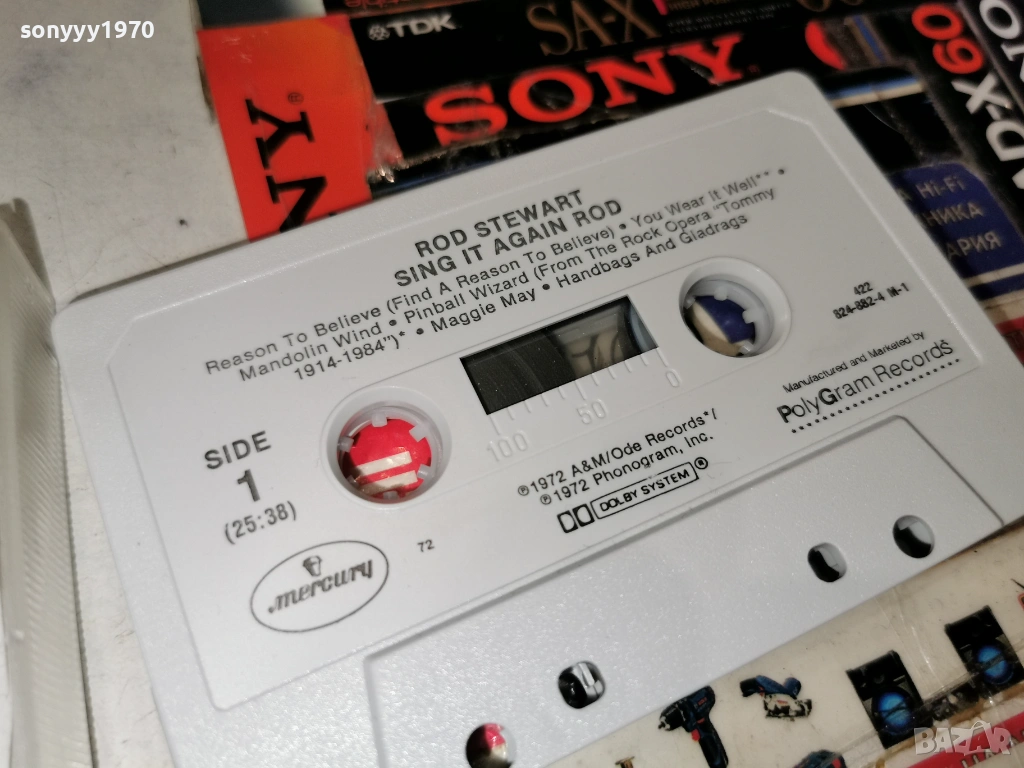 sonyyy1970
TDK
SA-X
SONY
NY
60
Hi-Fi
НИКА
АРИЯ
ROD STEWART
SING IT AGAIN ROD
Reason To Believe (Find A Reason To Believe) • You Wear It Well** •
Mandolin Wind • Pinball Wizard (From The Rock Opera "Tommy
1914-1984")* • Maggie May • Handbags And Gladrags
422
824-882-4 M-1
SIDE
1
(25:38)
100
50
0
Manufactured and Marketed by
PolyGram Records
℗1972 A&M/Ode Records*/
℗1972 Phonogram, Inc.
DOLBY SYSTEM
mercury
72
BAZAR